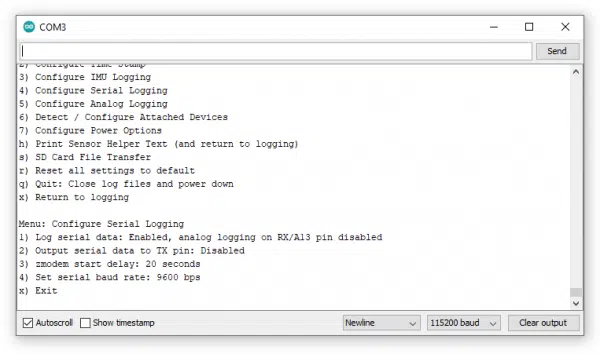 COM3
Send
2) Configure Time Stamp
3) Configure IMU Logging
4) Configure Serial Logging
5) Configure Analog Logging
6) Detect / Configure Attached Devices
7) Configure Power Options
h) Print Sensor Helper Text (and return to logging)
s) SD Card File Transfer
r) Reset all settings to default
q) Quit: Close log files and power down
x) Return to logging
Menu: Configure Serial Logging
1) Log serial data: Enabled, analog logging on RX/A13 pin disabled
2) Output serial data to TX pin: Disabled
3) zmodem start delay: 20 seconds
4) Set serial baud rate: 9600 bps
x) Exit
Autoscroll Show timestamp Newline 115200 baud Clear output